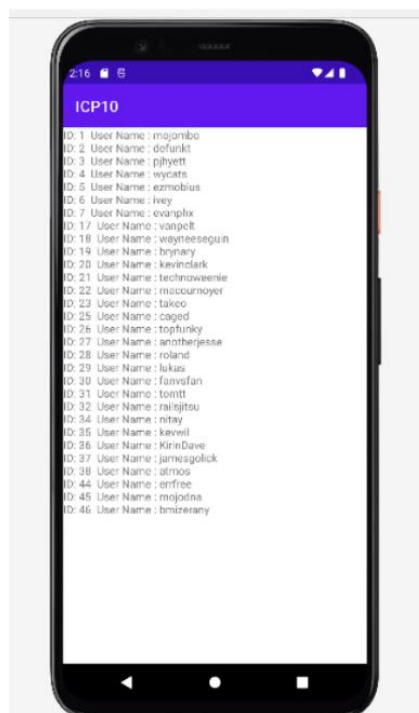 2:16
ICP10
ID: 1 User Name : mojombo
ID: 2 User Name : defunkt
ID: 3 User Name : pjhyett
ID: 4 User Name : wycats
ID: 5 User Name : ezmobius
ID: 6 User Name : ivey
ID: 7 User Name : evanphx
ID: 17 User Name : vanpelt
ID: 18 User Name : wayneeseguin
ID: 19 User Name : brynary
ID: 20 User Name : kevinclark
ID: 21 User Name : technoweenie
ID: 22 User Name : macournoyer
ID: 23 User Name : takeo
ID: 25 User Name : caged
ID: 26 User Name : topfunky
ID: 27 User Name : anotherjesse
ID: 28 User Name : roland
ID: 29 User Name : lukas
ID: 30 User Name : fanvsfan
ID: 31 User Name : tomtt
ID: 32 User Name : railsjitsu
ID: 34 User Name : nitay
ID: 35 User Name : kevwil
ID: 36 User Name : KirinDave
ID: 37 User Name : jamesgolick
ID: 38 User Name : atmos
ID: 44 User Name : errfree
ID: 45 User Name : mojodna
ID: 46 User Name : bmizerany